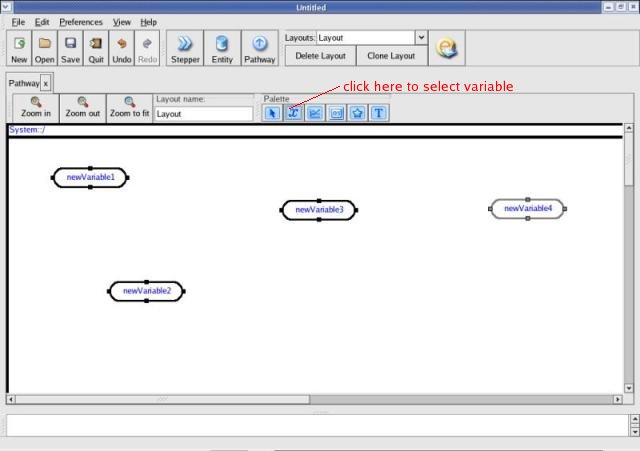 Untitled
File Edit Preferences View Help
New Open Save Quit Undo Redo Stepper Entity Pathway
Layouts: Layout
Delete Layout Clone Layout
Pathway x
click here to select variable
Zoom in Zoom out Zoom to fit
Layout name:
Layout
Palette
System::/
newVariable1
newVariable3
newVariable4
newVariable2